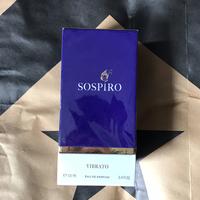 SOSPIRO
VIBRATO
EAU DE PARFUM